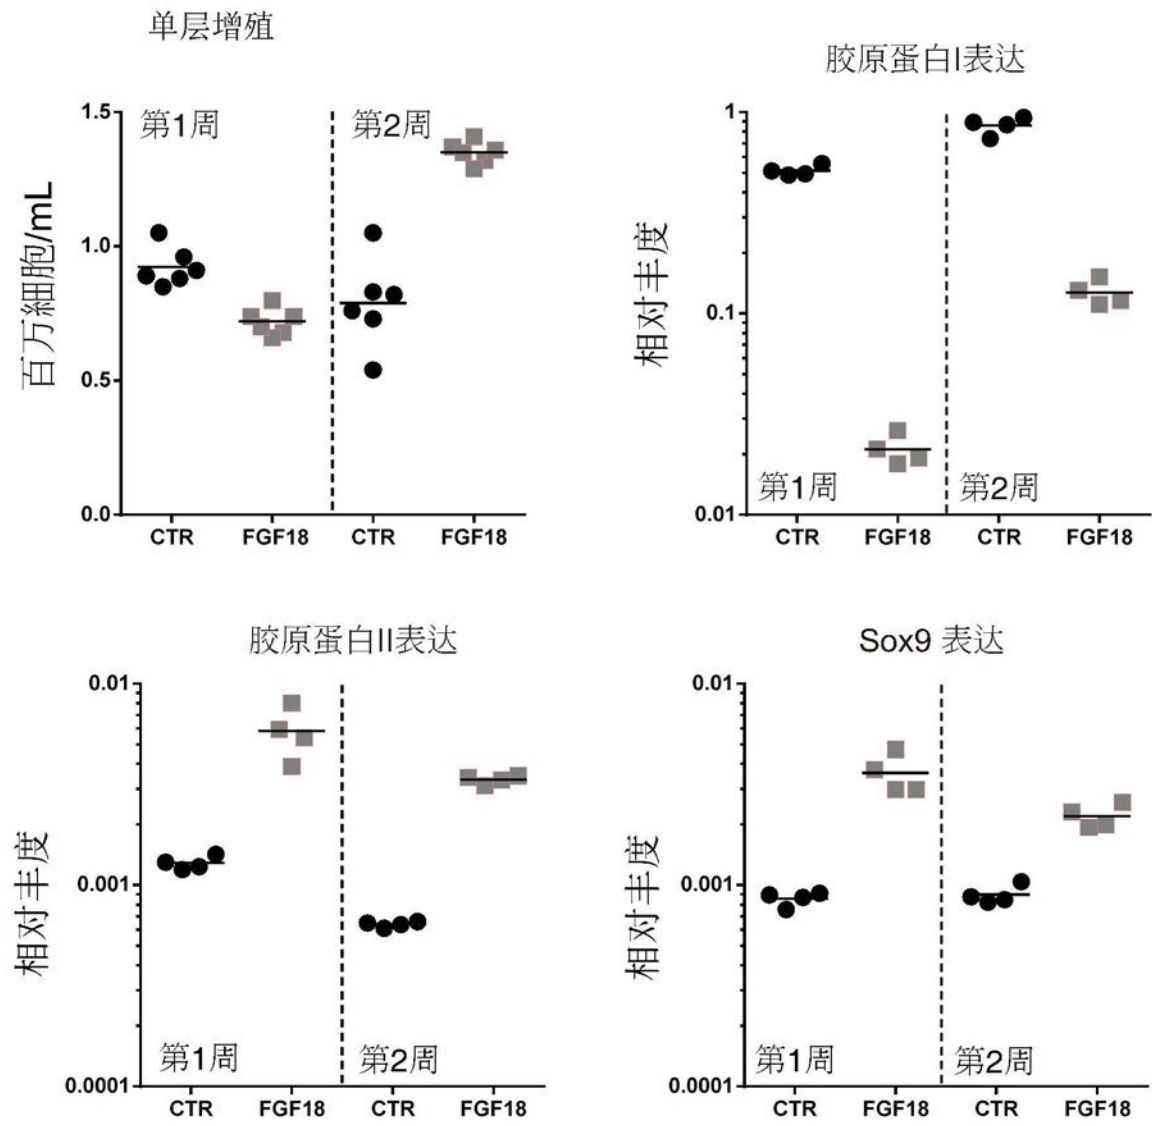 单层增殖
百万細胞/mL
1.5
1.0
0.5
0.0
第1周
第2周
CTR
FGF18
CTR
FGF18
胶原蛋白I表达
相对丰度
1
0.1
0.01
第1周
第2周
CTR
FGF18
CTR
FGF18
胶原蛋白II表达
相对丰度
0.01
0.001
0.0001
第1周
第2周
CTR
FGF18
CTR
FGF18
Sox9 表达
相对丰度
0.01
0.001
0.0001
第1周
第2周
CTR
FGF18
CTR
FGF18